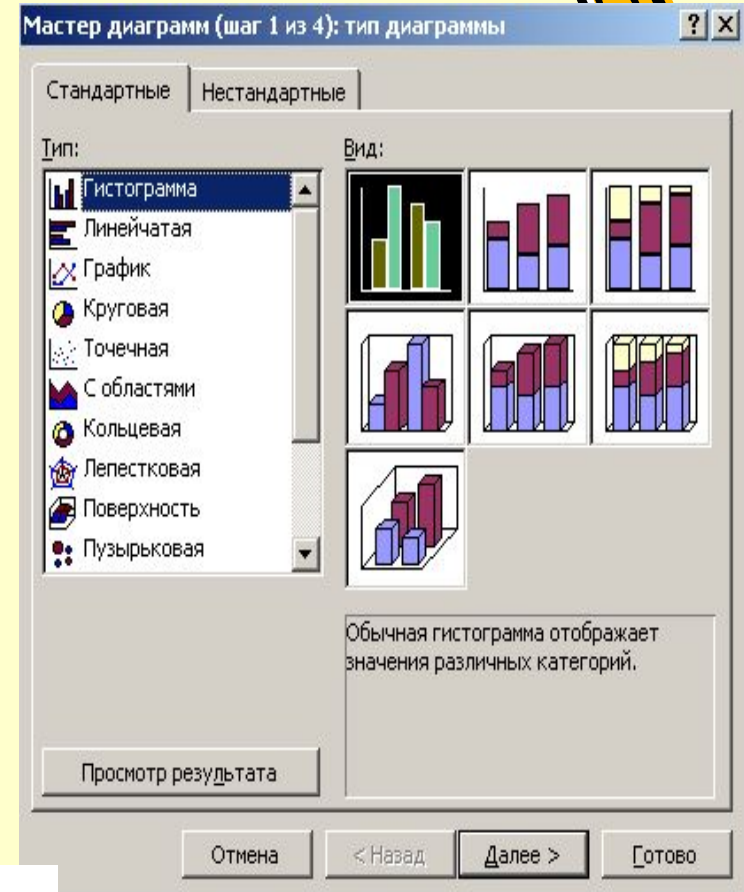 Мастер диаграмм (шаг 1 из 4): тип диаграммы
Стандартные Нестандартные
Тип:
Вид:
Гистограмма
Линейчатая
График
Круговая
Точечная
С областями
Кольцевая
Лепестковая
Поверхность
Пузырьковая
Обычная гистограмма отображает
значения различных категорий.
Просмотр результата
Отмена < Назад Далее > Готово